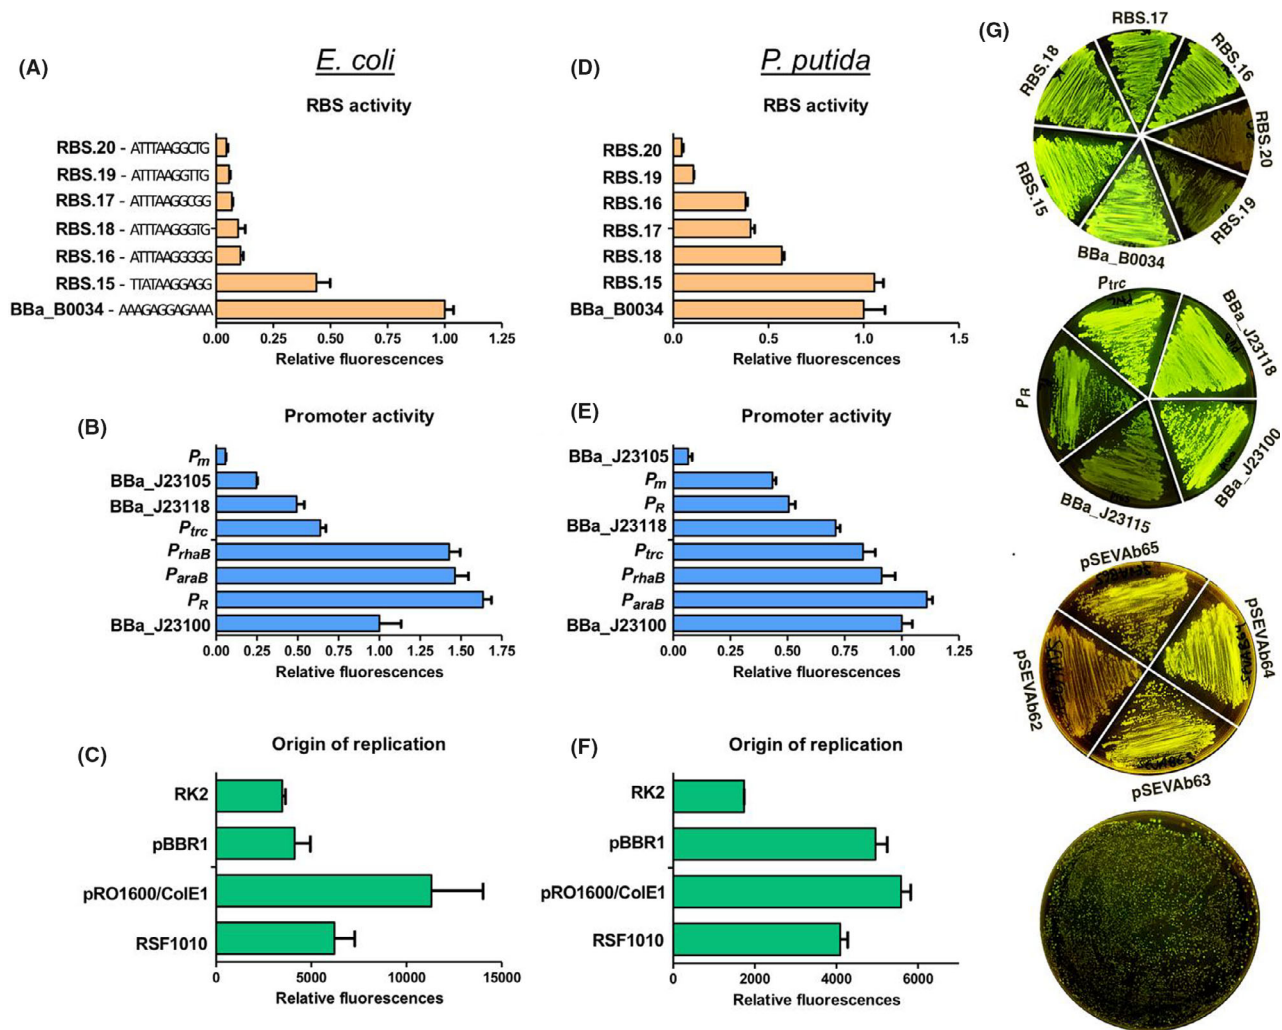 E. coli
(A)
RBS activity
RBS.20 - ATTTAAGGCTG
RBS.19 - ATTTAAGGTTG
RBS.17 - ATTTAAGGCGG
RBS.18 - ATTTAAGGGTG
RBS.16 - ATTTAAGGGGG
RBS.15 - TTATAAGGAGG
BBa_B0034 - AAAGAGGAGAAA
0.00 0.25 0.50 0.75 1.00 1.25
Relative fluorescences
(B)
Promoter activity
Pm
BBa_J23105
BBa_J23118
Ptrc
PrhaB
ParaB
PR
BBa_J23100
0.00 0.25 0.50 0.75 1.00 1.25 1.50 1.75
Relative fluorescences
(C)
Origin of replication
RK2
pBBR1
pRO1600/ColE1
RSF1010
0 5000 10000 15000
Relative fluorescences
P. putida
(D)
RBS activity
RBS.20
RBS.19
RBS.16
RBS.17
RBS.18
RBS.15
BBa_B0034
0.0 0.5 1.0 1.5
Relative fluorescences
(E)
Promoter activity
BBa_J23105
Pm
PR
BBa_J23118
Ptrc
PrhaB
ParaB
BBa_J23100
0.00 0.25 0.50 0.75 1.00 1.25
Relative fluorescences
(F)
Origin of replication
RK2
pBBR1
pRO1600/ColE1
RSF1010
0 2000 4000 6000
Relative fluorescences
(G)
RBS.17
RBS.18
RBS.16
RBS.20
RBS.15
RBS.19
BBa_B0034
Ptrc
BBa_J23118
PR
BBa_J23100
BBa_J23115
pSEVAb65
pSEVAb64
pSEVAb62
pSEVAb63